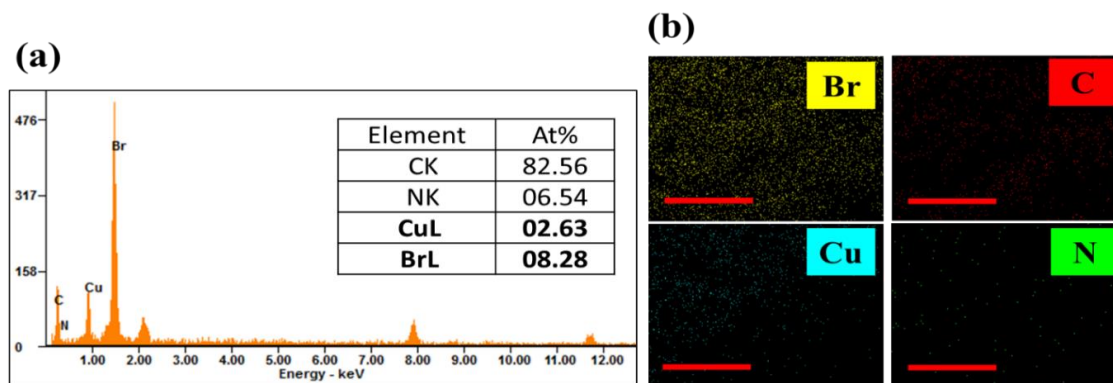 (a)
476
317
158
0
Br
C
N
Cu
1.00 2.00 3.00 4.00 5.00 6.00 7.00 8.00 9.00 10.00 11.00 12.00
Energy - keV
Element At%
CK 82.56
NK 06.54
CuL 02.63
BrL 08.28
(b)
Br
C
Cu
N